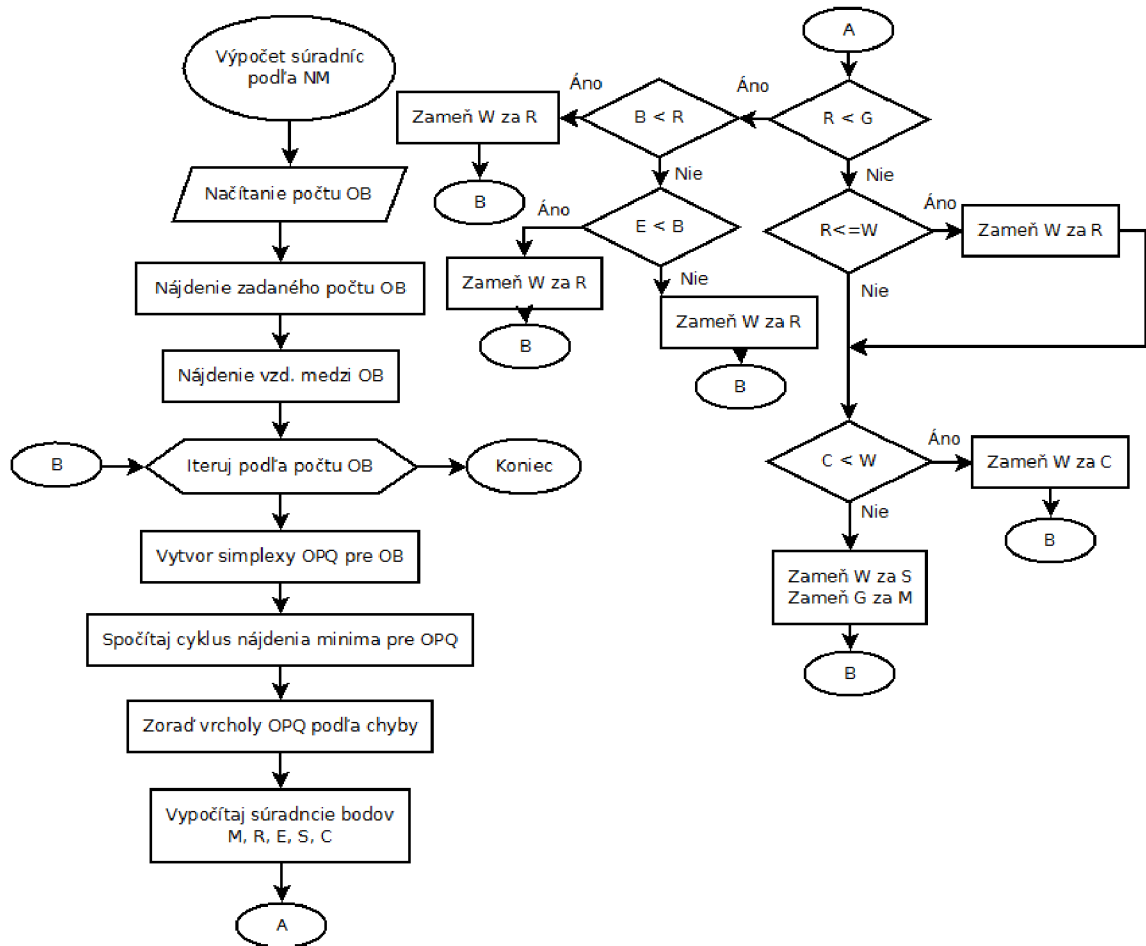 Výpočet súradníc
podľa NM
Načítanie počtu OB
Nájdenie zadaného počtu OB
Nájdenie vzd. medzi OB
B
Iteruj podľa počtu OB
Koniec
Vytvor simplexy OPQ pre OB
Spočítaj cyklus nájdenia minima pre OPQ
Zoraď vrcholy OPQ podľa chyby
Vypočítaj súradncie bodov
M, R, E, S, C
A
A
R < G
Áno
B < R
Áno
Zameň W za R
B
Nie
E < B
Áno
Zameň W za R
B
Nie
Zameň W za R
B
Nie
R<=W
Áno
Zameň W za R
Nie
C < W
Áno
Zameň W za C
B
Nie
Zameň W za S
Zameň G za M
B